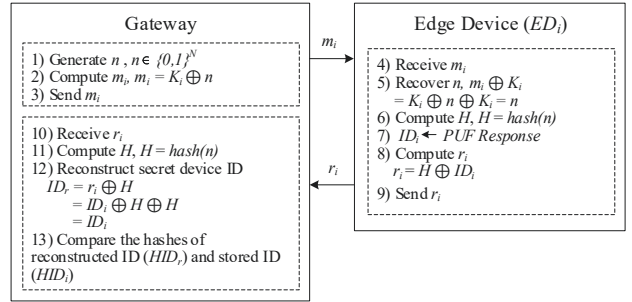 Gateway
1) Generate n , n ∈ {0,1}^N
2) Compute m_i, m_i = K_i ⊕ n
3) Send m_i
10) Receive r_i
11) Compute H, H = hash(n)
12) Reconstruct secret device ID
ID_r = r_i ⊕ H
= ID_i ⊕ H ⊕ H
= ID_i
13) Compare the hashes of
reconstructed ID (HID_r) and stored ID
(HID_i)
m_i
r_i
Edge Device (ED_i)
4) Receive m_i
5) Recover n, m_i ⊕ K_i
= K_i ⊕ n ⊕ K_i = n
6) Compute H, H = hash(n)
7) ID_i ← PUF Response
8) Compute r_i
r_i = H ⊕ ID_i
9) Send r_i